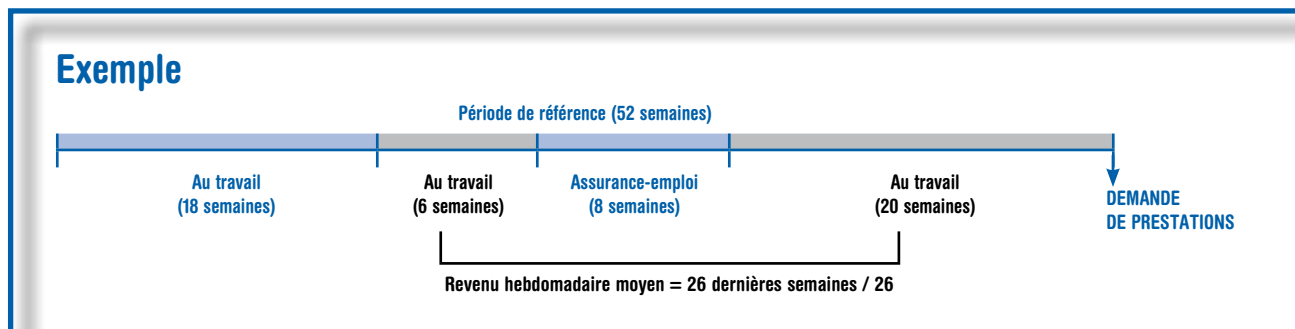 Exemple
Période de référence (52 semaines)
Au travail
(18 semaines)
Au travail
(6 semaines)
Assurance-emploi
(8 semaines)
Au travail
(20 semaines)
DEMANDE
DE PRESTATIONS
Revenu hebdomadaire moyen = 26 dernières semaines / 26